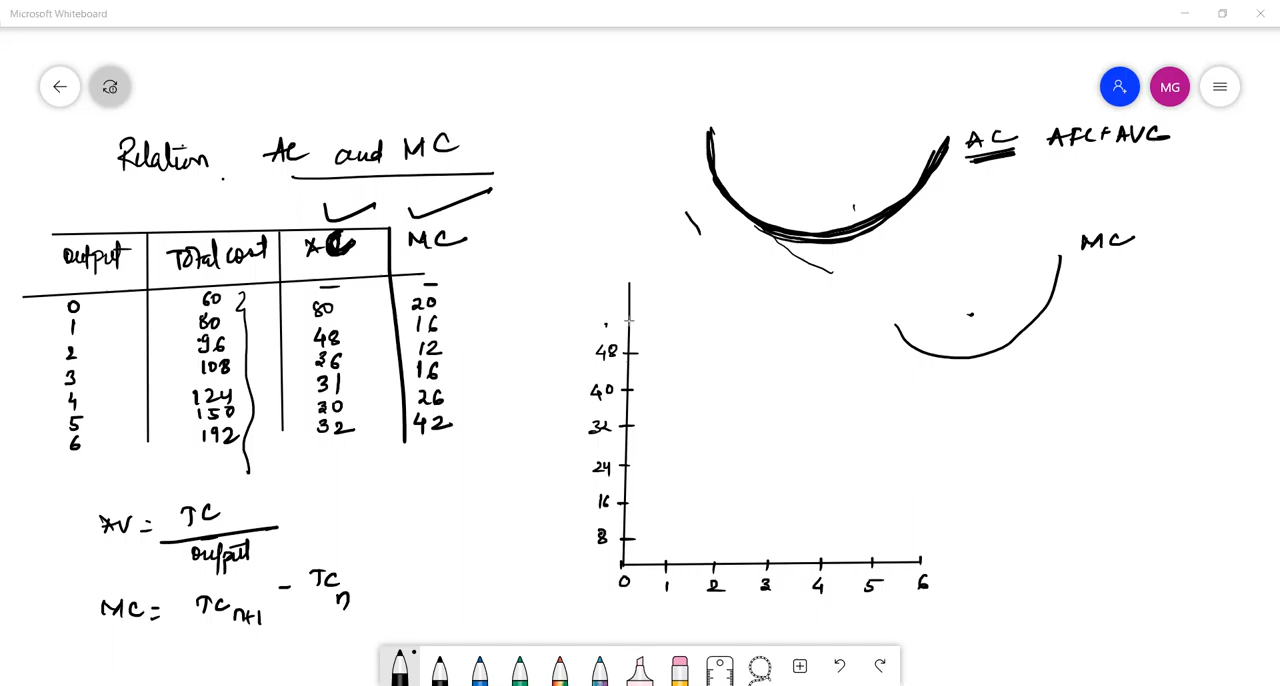 Microsoft Whiteboard
MG
Relation AC and MC
AC AFC+AVC
MC
Output Total cost AC MC
0 60 - -
1 80 80 20
2 96 48 16
3 108 36 12
4 124 31 16
5 150 30 26
6 192 32 42
AV = TC
Output
MC = TC n+1 - TC n
48
40
32
24
16
8
0 1 2 3 4 5 6